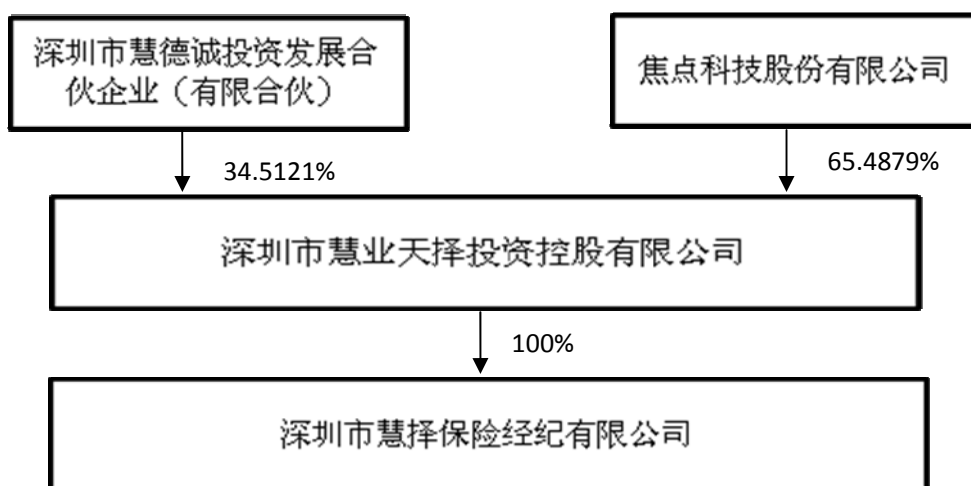 深圳市慧德诚投资发展合
伙企业（有限合伙）
焦点科技股份有限公司
34.5121%
65.4879%
深圳市慧业天择投资控股有限公司
100%
深圳市慧择保险经纪有限公司